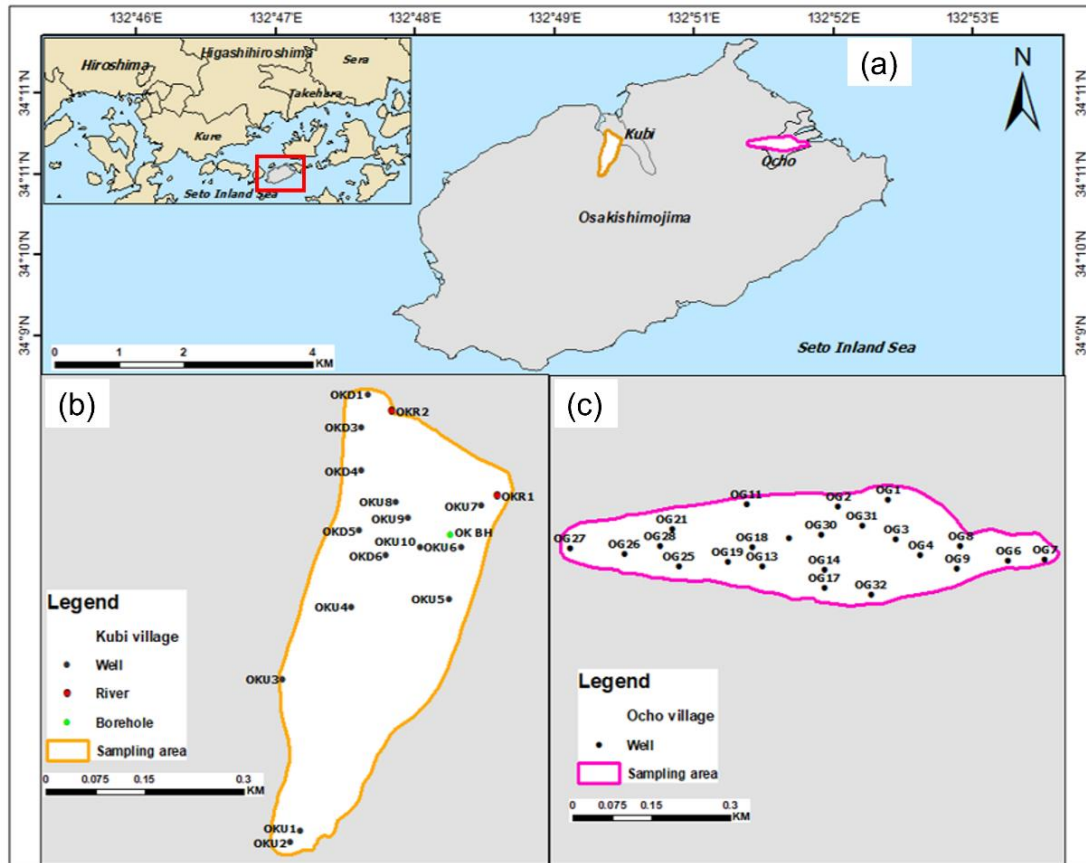 132°46'E 132°47'E 132°48'E 132°49'E 132°51'E 132°52'E 132°53'E
34°11'N
34°11'N
34°10'N
34°9'N
34°11'N
34°11'N
34°10'N
34°9'N
Hiroshima
Higashihiroshima
Sera
Takehara
Kure
Seto Inland Sea
(a)
N
Kubi
Ocho
Osakishimojima
Seto Inland Sea
0 1 2 4
KM
(b)
OKD1
OKR2
OKD3
OKD4
OKU8
OKU7
OKR1
OKU9
OKD5
OK BH
OKU10
OKU6
OKD6
OKU4
OKU5
OKU3
OKU1
OKU2
Legend
Kubi village
Well
River
Borehole
Sampling area
0 0.075 0.15 0.3
KM
(c)
OG1
OG11
OG2
OG31
OG21
OG30
OG3
OG27
OG28
OG18
OG8
OG26
OG4
OG19
OG13
OG6
OG7
OG25
OG14
OG9
OG17
OG32
Legend
Ocho village
Well
Sampling area
0 0.075 0.15 0.3
KM